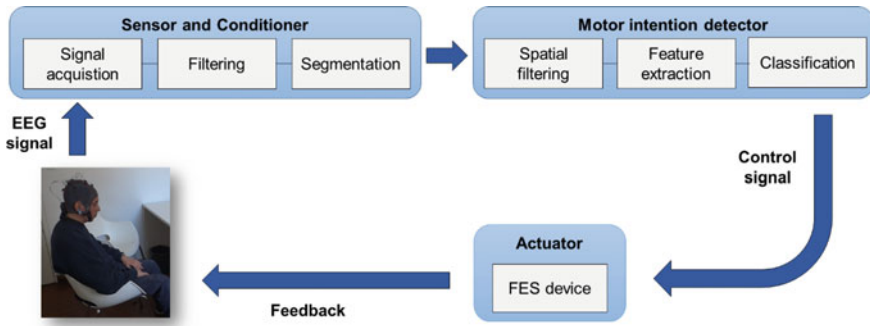 Sensor and Conditioner
Signal
acquistion
Filtering
Segmentation
Motor intention detector
Spatial
filtering
Feature
extraction
Classification
EEG
signal
Control
signal
Actuator
FES device
Feedback